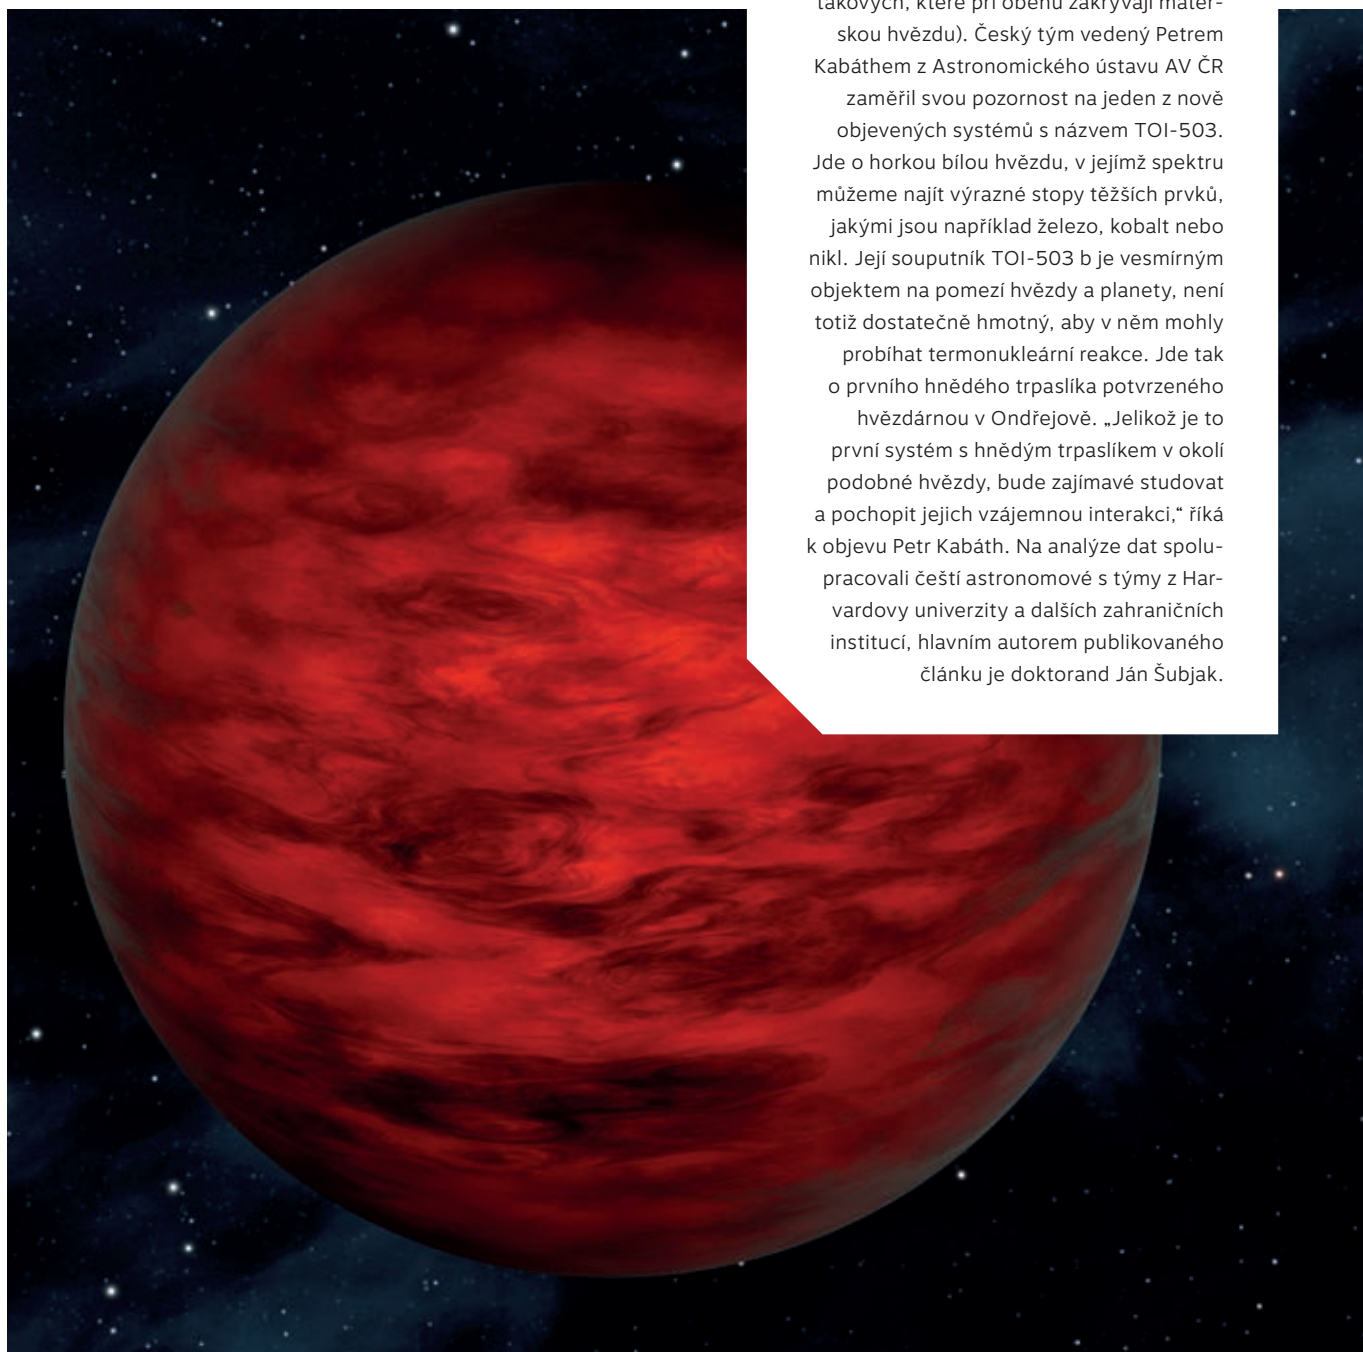 takových, které při oběhu zakrývají mateř-
skou hvězdu). Český tým vedený Petrem
Kabáthem z Astronomického ústavu AV ČR
zaměřil svou pozornost na jeden z nově
objevených systémů s názvem TOI-503.
Jde o horkou bílou hvězdu, v jejímž spektru
můžeme najít výrazné stopy těžších prvků,
jakými jsou například železo, kobalt nebo
nikl. Její souputník TOI-503 b je vesmírným
objektem na pomezí hvězdy a planety, není
totiž dostatečně hmotný, aby v něm mohly
probíhat termonukleární reakce. Jde tak
o prvního hnědého trpaslíka potvrzeného
hvězdárnou v Ondřejově. „Jelikož je to
první systém s hnědým trpaslíkem v okolí
podobné hvězdy, bude zajímavé studovat
a pochopit jejich vzájemnou interakci,“ říká
k objevu Petr Kabáth. Na analýze dat spolu-
pracovali čeští astronomové s týmy z Har-
vardovy univerzity a dalších zahraničních
institucí, hlavním autorem publikovaného
článku je doktorand Ján Šubjak.